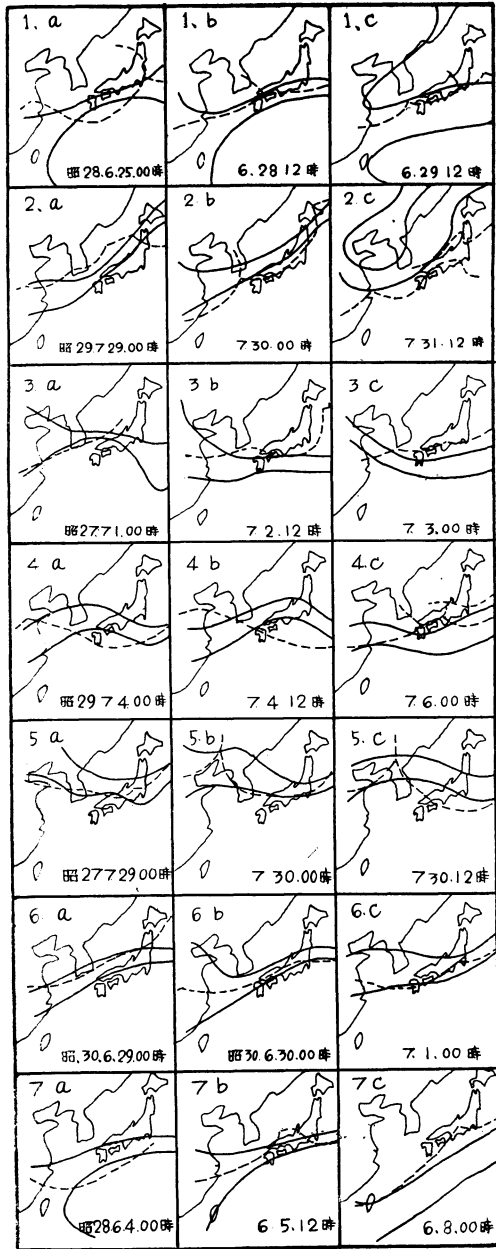 1. a
1. b
1. c
昭28.6.25.00時
6.28 12時
6.29 12時
2. a
2. b
2. c
昭29.7 29.00時
7 30.00時
7 31.12時
3. a
3 b
3 c
昭27.7 1.00時
7 2.12時
7 3.00時
4 a
4 b
4.c
昭29 7 4.00時
7.4 12時
7 6.00時
5 a
5.b
5.c
昭27 7 29.00時
7 30.00時
7 30.12時
6. a
6 b
6.c
昭.30.6.29.00時
昭30.6.30.00時
7.1.00時
7 a
7 b
7 c
昭28.6.4.00時
6 5.12時
6.8.00時